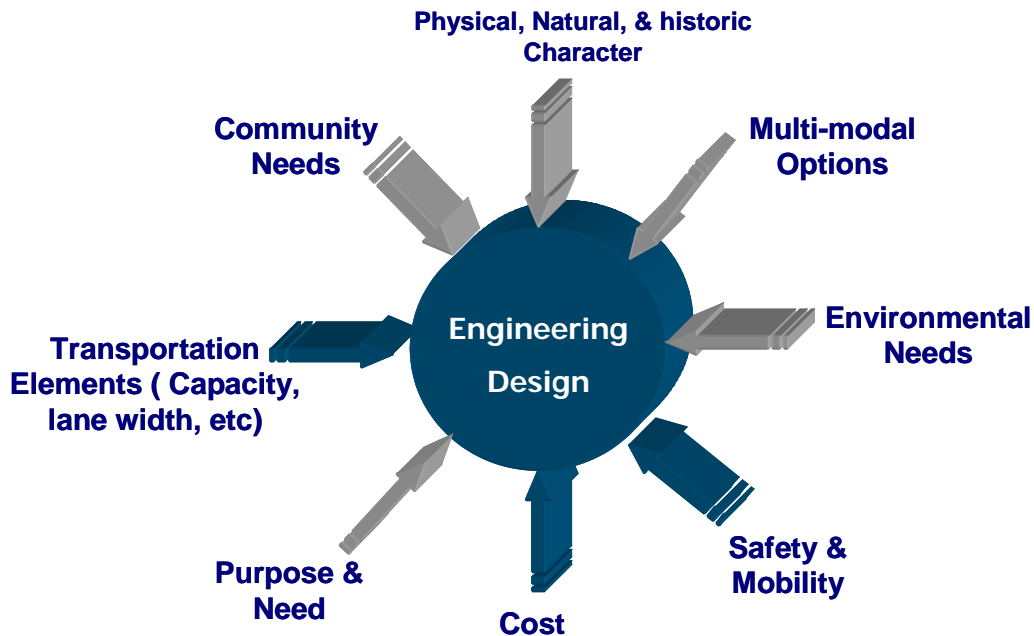 Physical, Natural, & historic
Character
Community
Needs
Multi-modal
Options
Engineering
Design
Environmental
Needs
Transportation
Elements ( Capacity,
lane width, etc)
Safety &
Mobility
Purpose &
Need
Cost